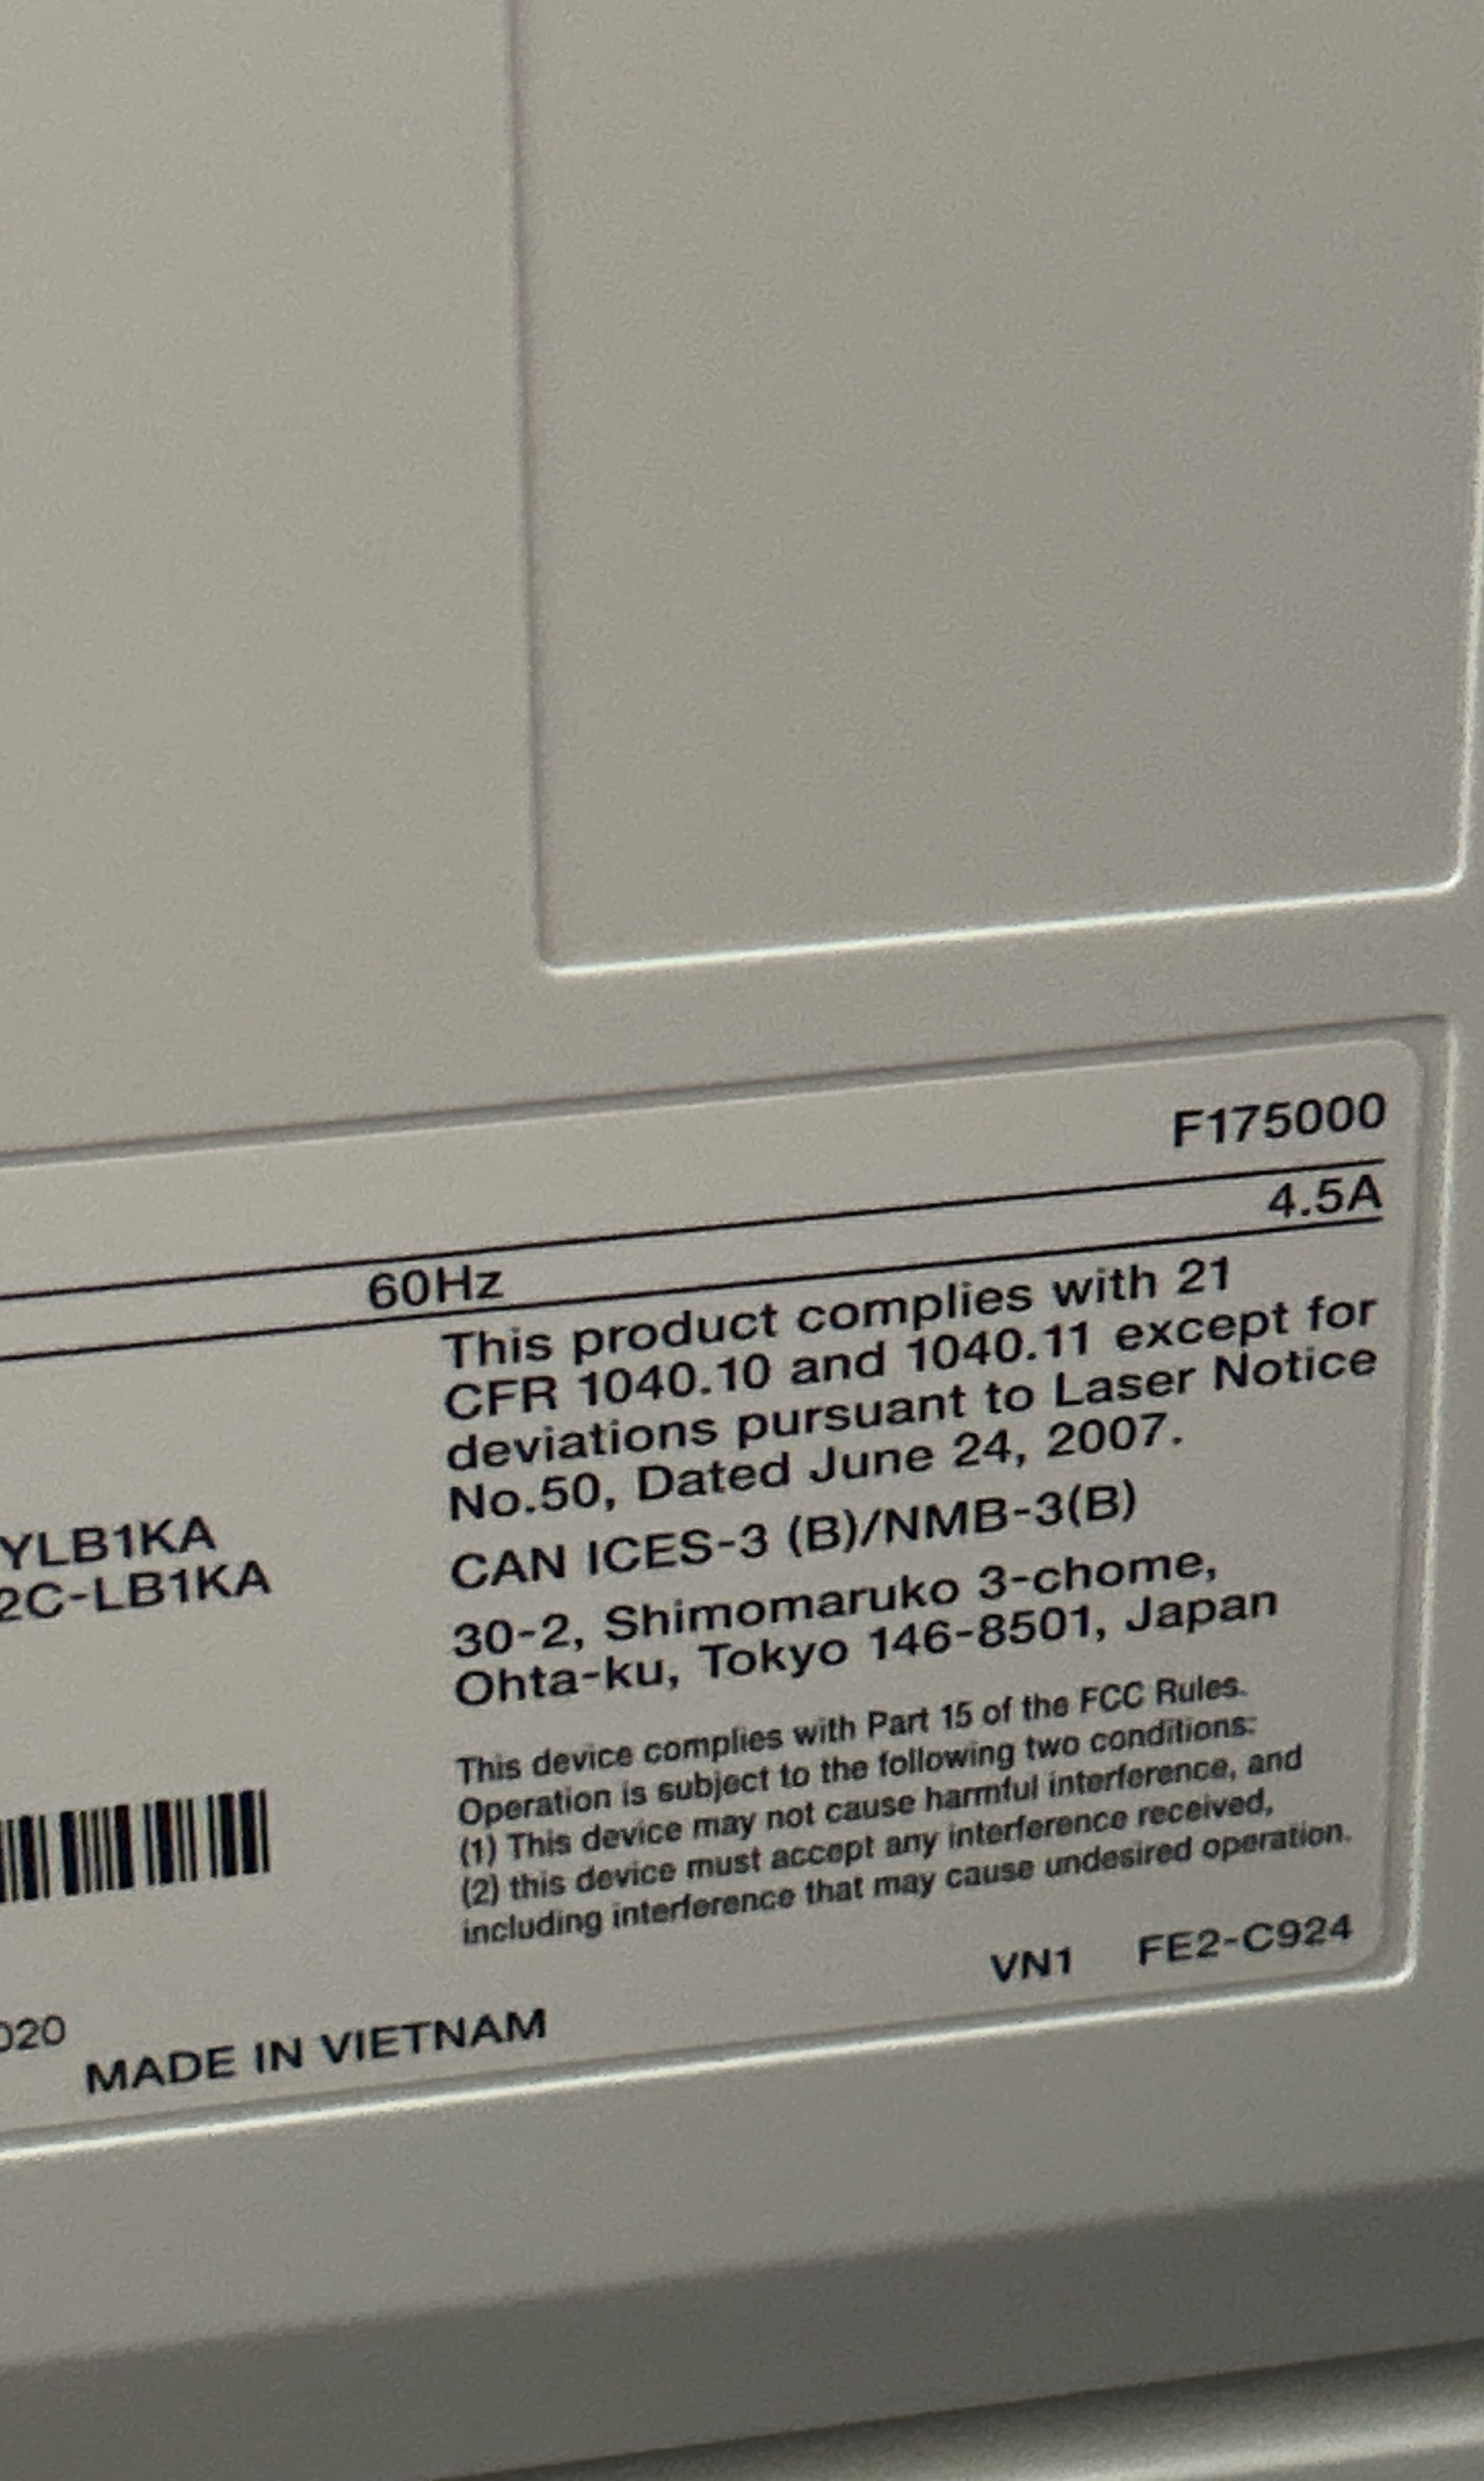 F175000
60Hz 4.5A
This product complies with 21
CFR 1040.10 and 1040.11 except for
deviations pursuant to Laser Notice
No.50, Dated June 24, 2007.
CAN ICES-3 (B)/NMB-3(B)
YLB1KA
2C-LB1KA
30-2, Shimomaruko 3-chome,
Ohta-ku, Tokyo 146-8501, Japan
This device complies with Part 15 of the FCC Rules.
Operation is subject to the following two conditions:
(1) This device may not cause harmful interference, and
(2) this device must accept any interference received,
including interference that may cause undesired operation.
VN1 FE2-C924
020
MADE IN VIETNAM